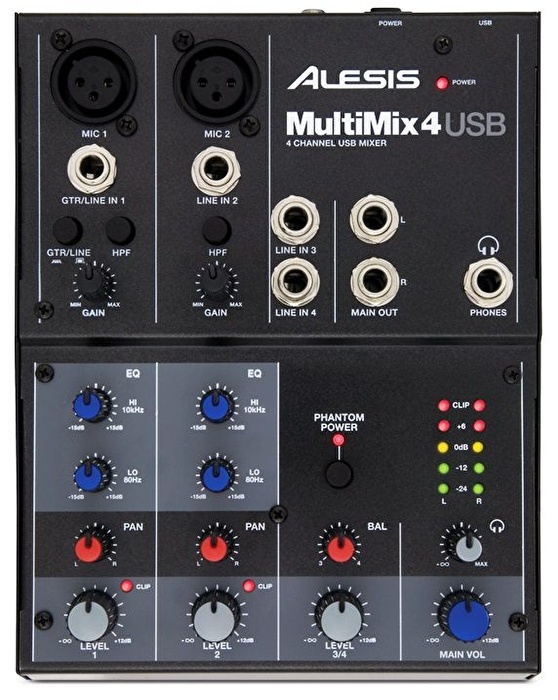 POWER
USB
ALESIS
POWER
MultiMix 4 USB
4 CHANNEL USB MIXER
MIC 1
MIC 2
GTR/LINE IN 1
LINE IN 2
GTR/LINE
HPF
HPF
MIN
MAX
GAIN
MIN
MAX
GAIN
LINE IN 3
L
LINE IN 4
R
MAIN OUT
PHONES
EQ
HI
10kHz
-15dB
+15dB
LO
80Hz
-15dB
+15dB
EQ
HI
10kHz
-15dB
+15dB
LO
80Hz
-15dB
+15dB
PHANTOM
POWER
CLIP
+6
0dB
-12
-24
L
R
PAN
L
R
PAN
L
R
BAL
3
4
-∞
MAX
CLIP
-∞
+12dB
LEVEL
1
CLIP
-∞
+12dB
LEVEL
2
-∞
+12dB
LEVEL
3/4
-∞
+12dB
MAIN VOL